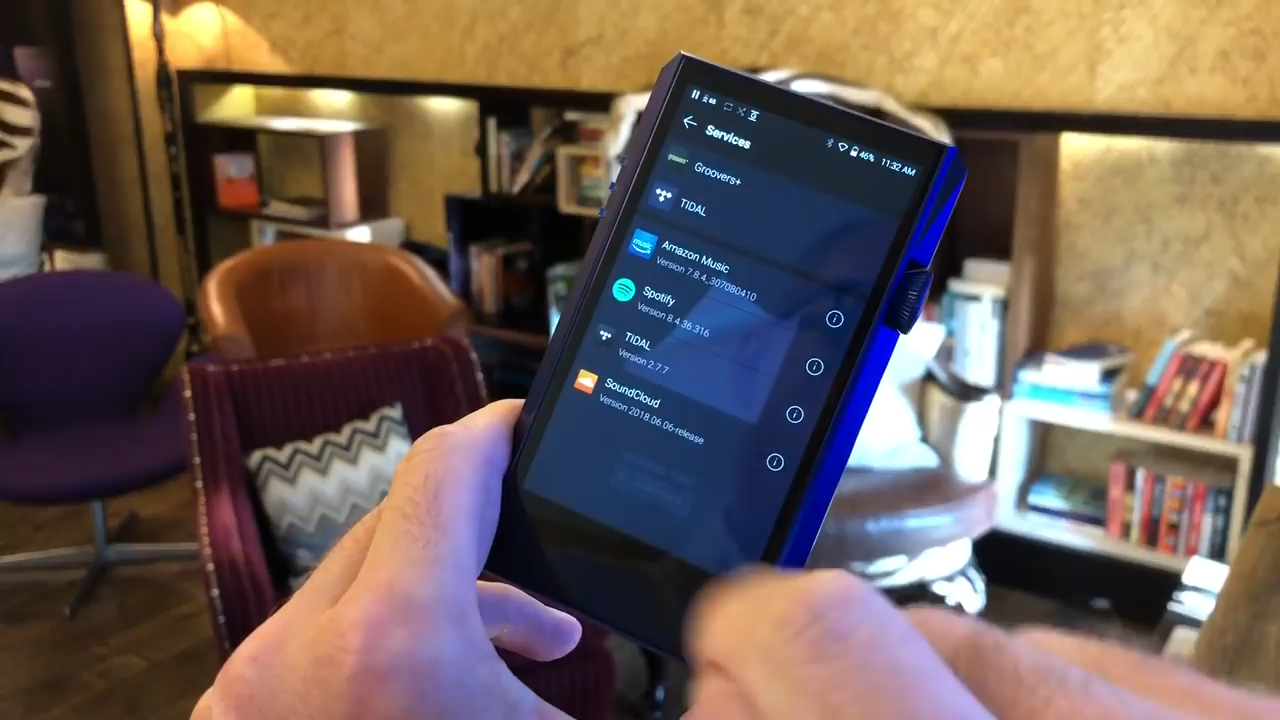 46% 11:32 AM
Services
Groovers+
TIDAL
music
Amazon Music
Version 7.8.4_307080410
Spotify
Version 8.4.36.316
TIDAL
Version 2.7.7
SoundCloud
Version 2018.06.06-release